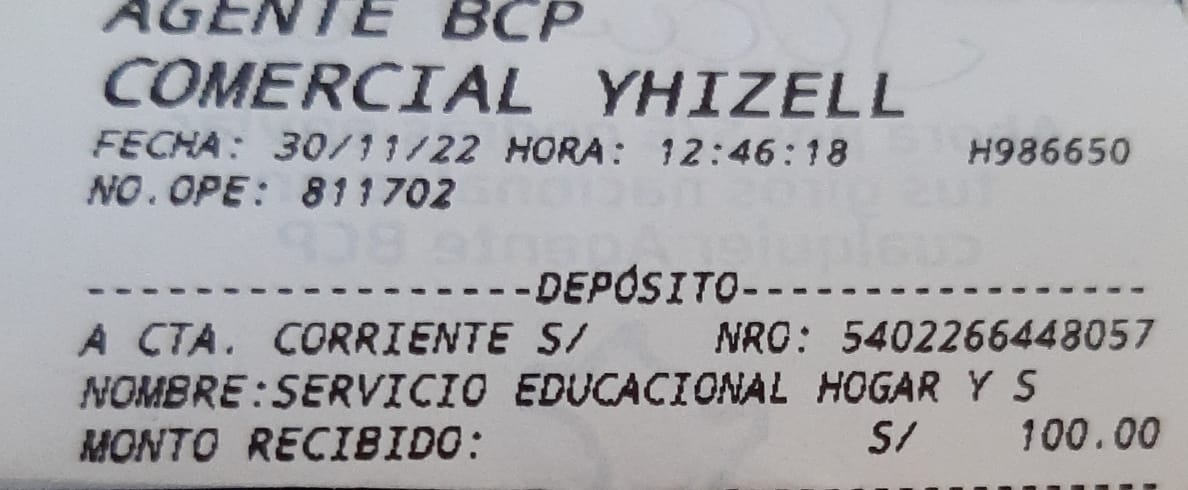 AGENTE BCP
COMERCIAL YHIZELL
FECHA: 30/11/22 HORA: 12:46:18 H986650
NO.OPE: 811702
------------------DEPÓSITO------------------
A CTA. CORRIENTE S/ NRO: 5402266448057
NOMBRE:SERVICIO EDUCACIONAL HOGAR Y S
MONTO RECIBIDO: S/ 100.00